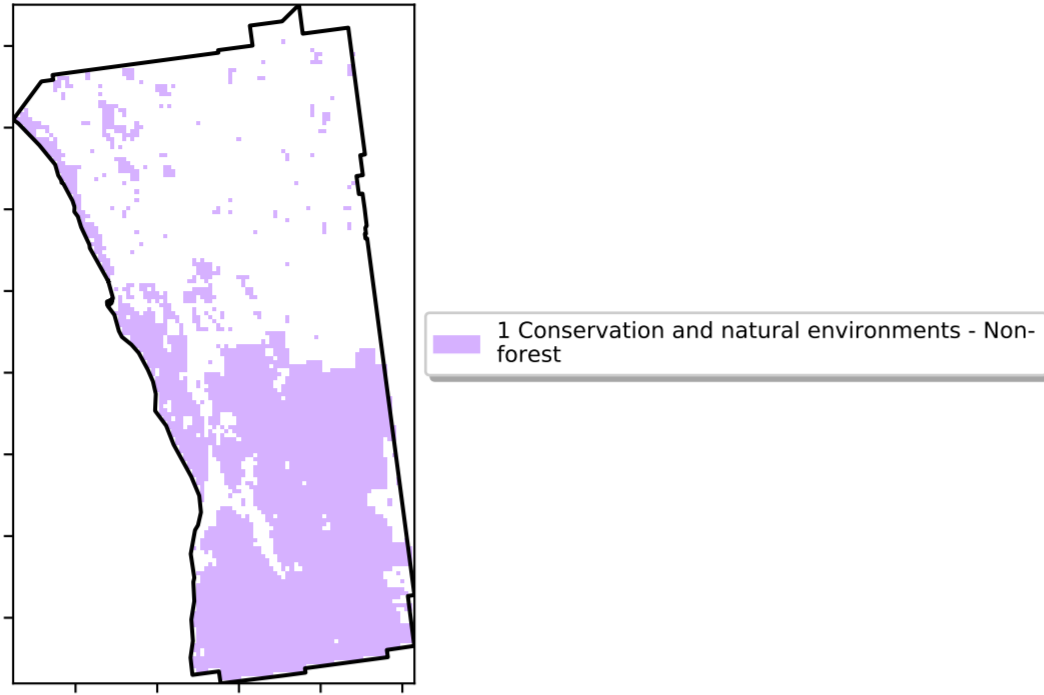 1 Conservation and natural environments - Non-
forest